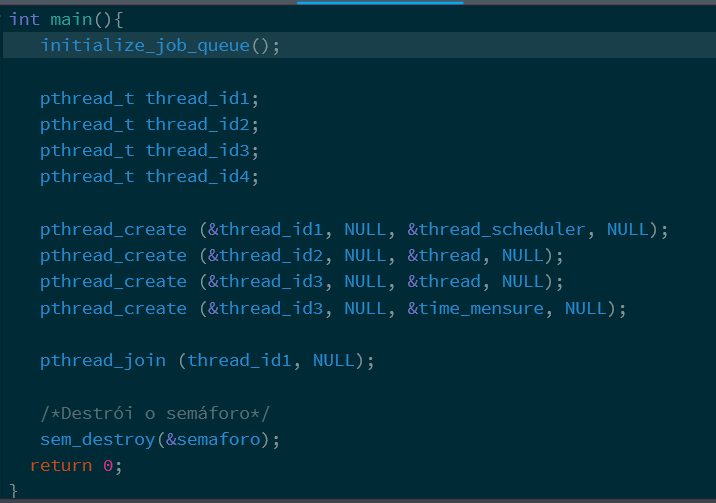 int main(){
initialize_job_queue();
pthread_t thread_id1;
pthread_t thread_id2;
pthread_t thread_id3;
pthread_t thread_id4;
pthread_create (&thread_id1, NULL, &thread_scheduler, NULL);
pthread_create (&thread_id2, NULL, &thread, NULL);
pthread_create (&thread_id3, NULL, &thread, NULL);
pthread_create (&thread_id3, NULL, &time_mensure, NULL);
pthread_join (thread_id1, NULL);
/*Destrói o semáforo*/
sem_destroy(&semaforo);
return 0;
}